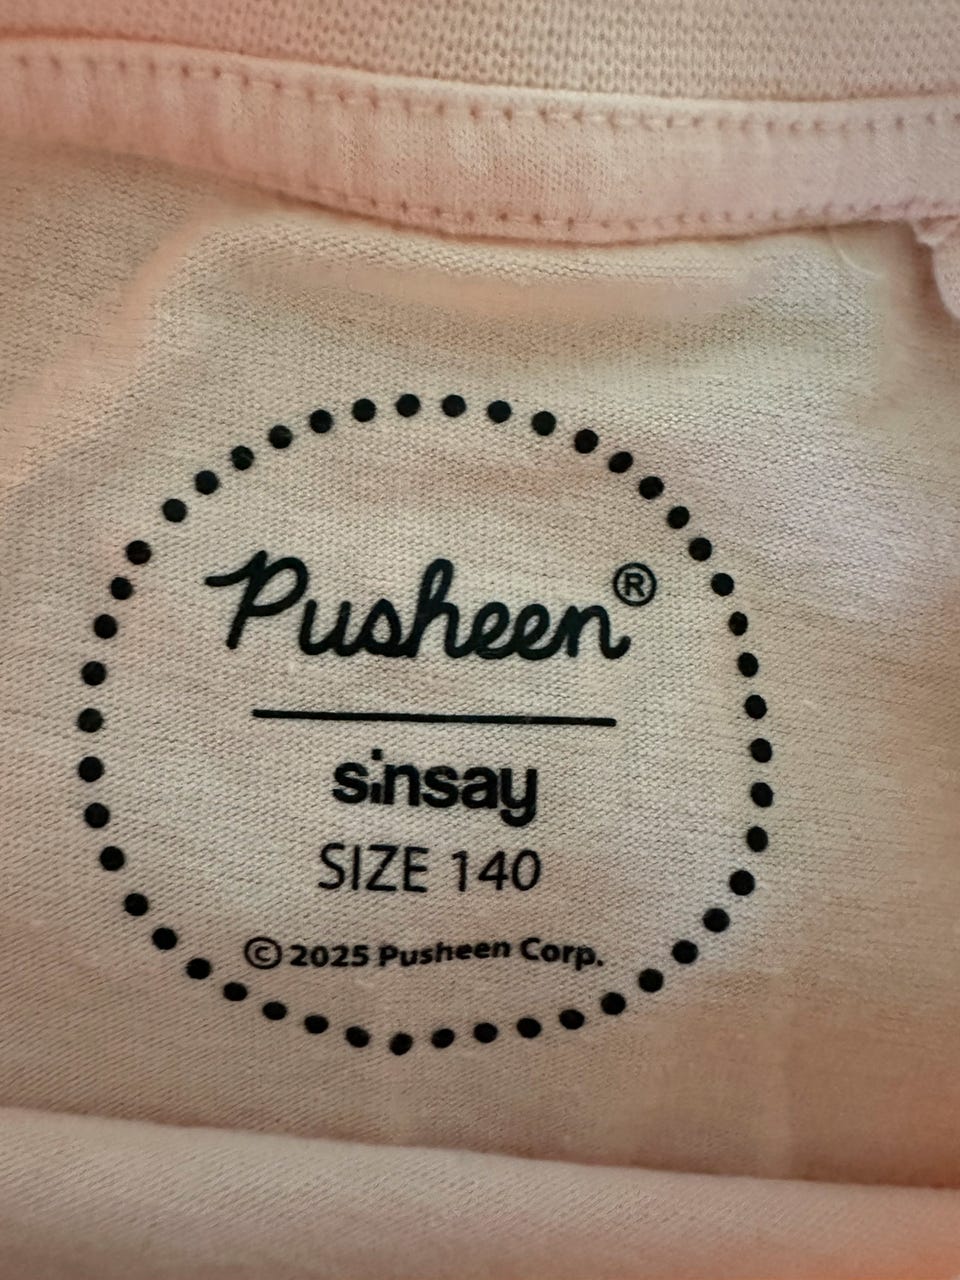 Pusheen®
sinsay
SIZE 140
© 2025 Pusheen Corp.